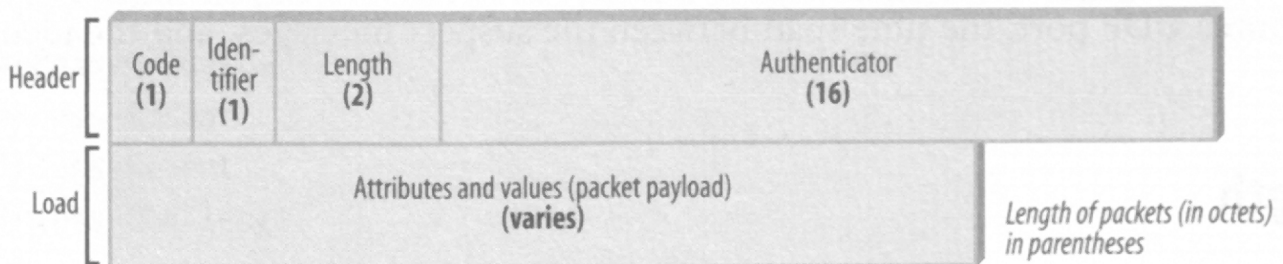 Header
Code
(1)
Iden-
tifier
(1)
Length
(2)
Authenticator
(16)
Load
Attributes and values (packet payload)
(varies)
Length of packets (in octets)
in parentheses